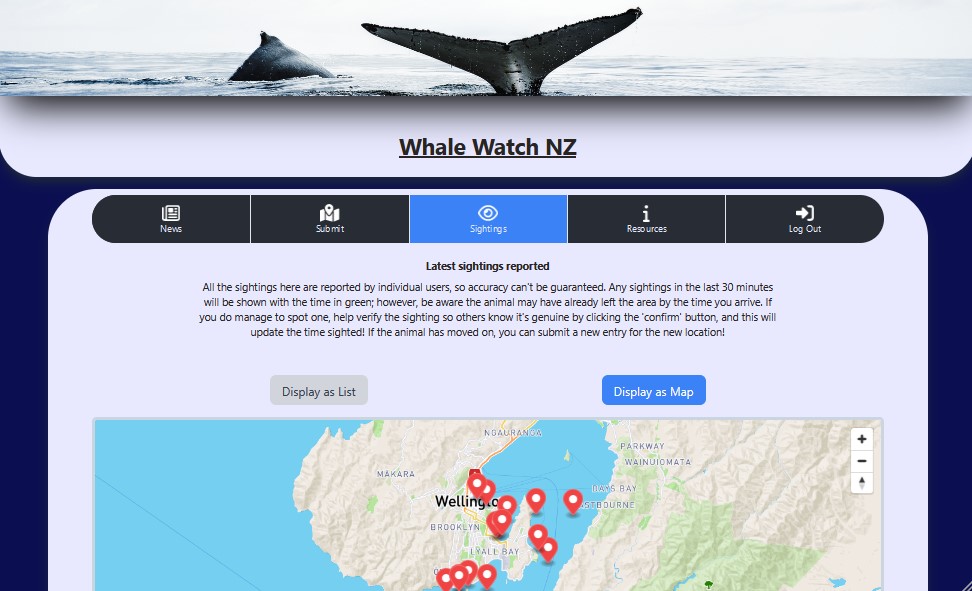 Whale Watch NZ
News
Submit
Sightings
Resources
Log Out
Latest sightings reported
All the sightings here are reported by individual users, so accuracy can't be guaranteed. Any sightings in the last 30 minutes
will be shown with the time in green; however, be aware the animal may have already left the area by the time you arrive. If
you do manage to spot one, help verify the sighting so others know it's genuine by clicking the 'confirm' button, and this will
update the time sighted! If the animal has moved on, you can submit a new entry for the new location!
Display as List
Display as Map
NGAURANGA
PARKWAY
WAINUIOMATA
MAKARA
DAYS BAY
BROOKLYN
LYALL BAY